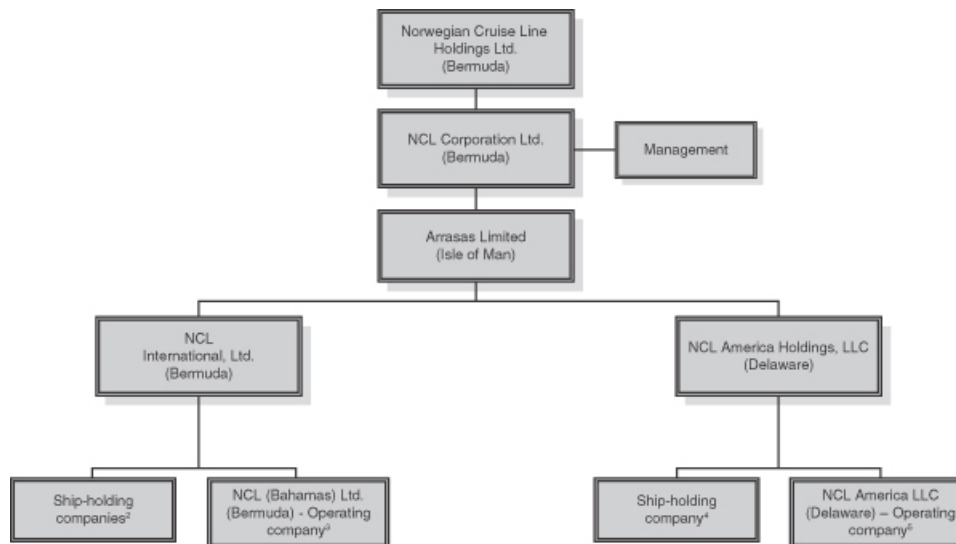 Norwegian Cruise Line
Holdings Ltd.
(Bermuda)
NCL Corporation Ltd.
(Bermuda)
Management
Arrasas Limited
(Isle of Man)
NCL
International, Ltd.
(Bermuda)
NCL America Holdings, LLC
(Delaware)
Ship-holding
companies²
NCL (Bahamas) Ltd.
(Bermuda) - Operating
company³
Ship-holding
company⁴
NCL America LLC
(Delaware) – Operating
company⁵